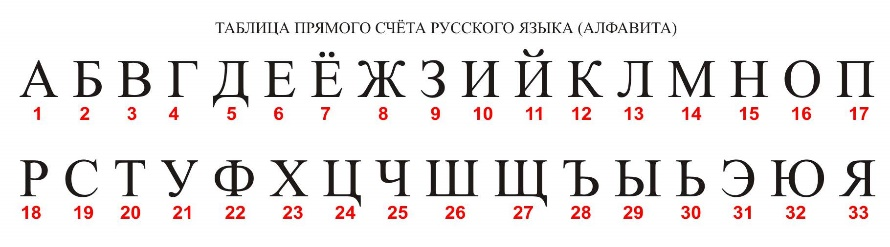 ТАБЛИЦА ПРЯМОГО СЧЁТА РУССКОГО ЯЗЫКА (АЛФАВИТА)
А Б В Г Д Е Ё Ж З И Й К Л М Н О П
1 2 3 4 5 6 7 8 9 10 11 12 13 14 15 16 17
Р С Т У Ф Х Ц Ч Ш Щ Ъ Ы Ь Э Ю Я
18 19 20 21 22 23 24 25 26 27 28 29 30 31 32 33